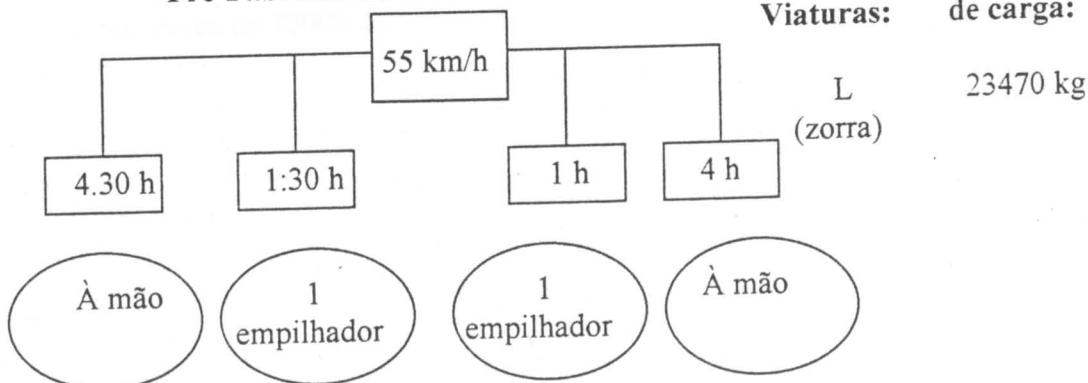 Viaturas: de carga:
55 km/h
L 23470 kg
(zorra)
4.30 h 1:30 h 1 h 4 h
À mão 1 1 À mão
empilhador empilhador